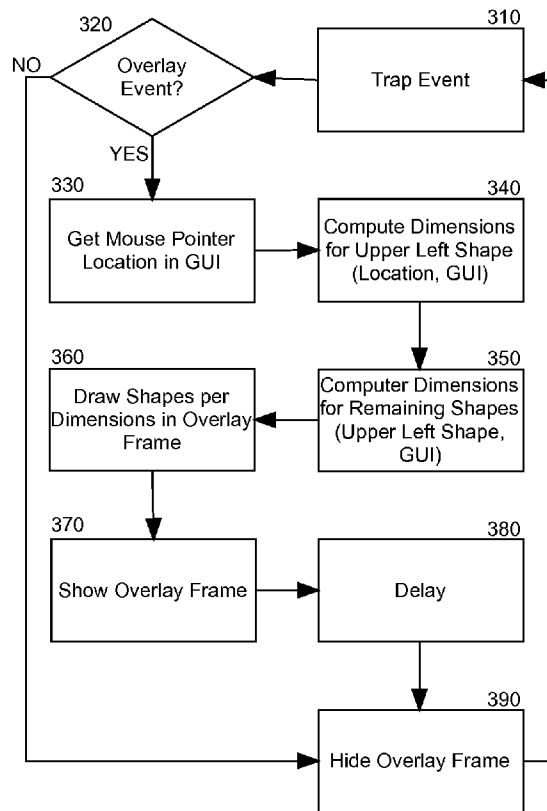 320
310
NO
Overlay
Event?
Trap Event
YES
330
340
Get Mouse Pointer
Location in GUI
Compute Dimensions
for Upper Left Shape
(Location, GUI)
360
350
Draw Shapes per
Dimensions in Overlay
Frame
Computer Dimensions
for Remaining Shapes
(Upper Left Shape,
GUI)
370
380
Show Overlay Frame
Delay
390
Hide Overlay Frame